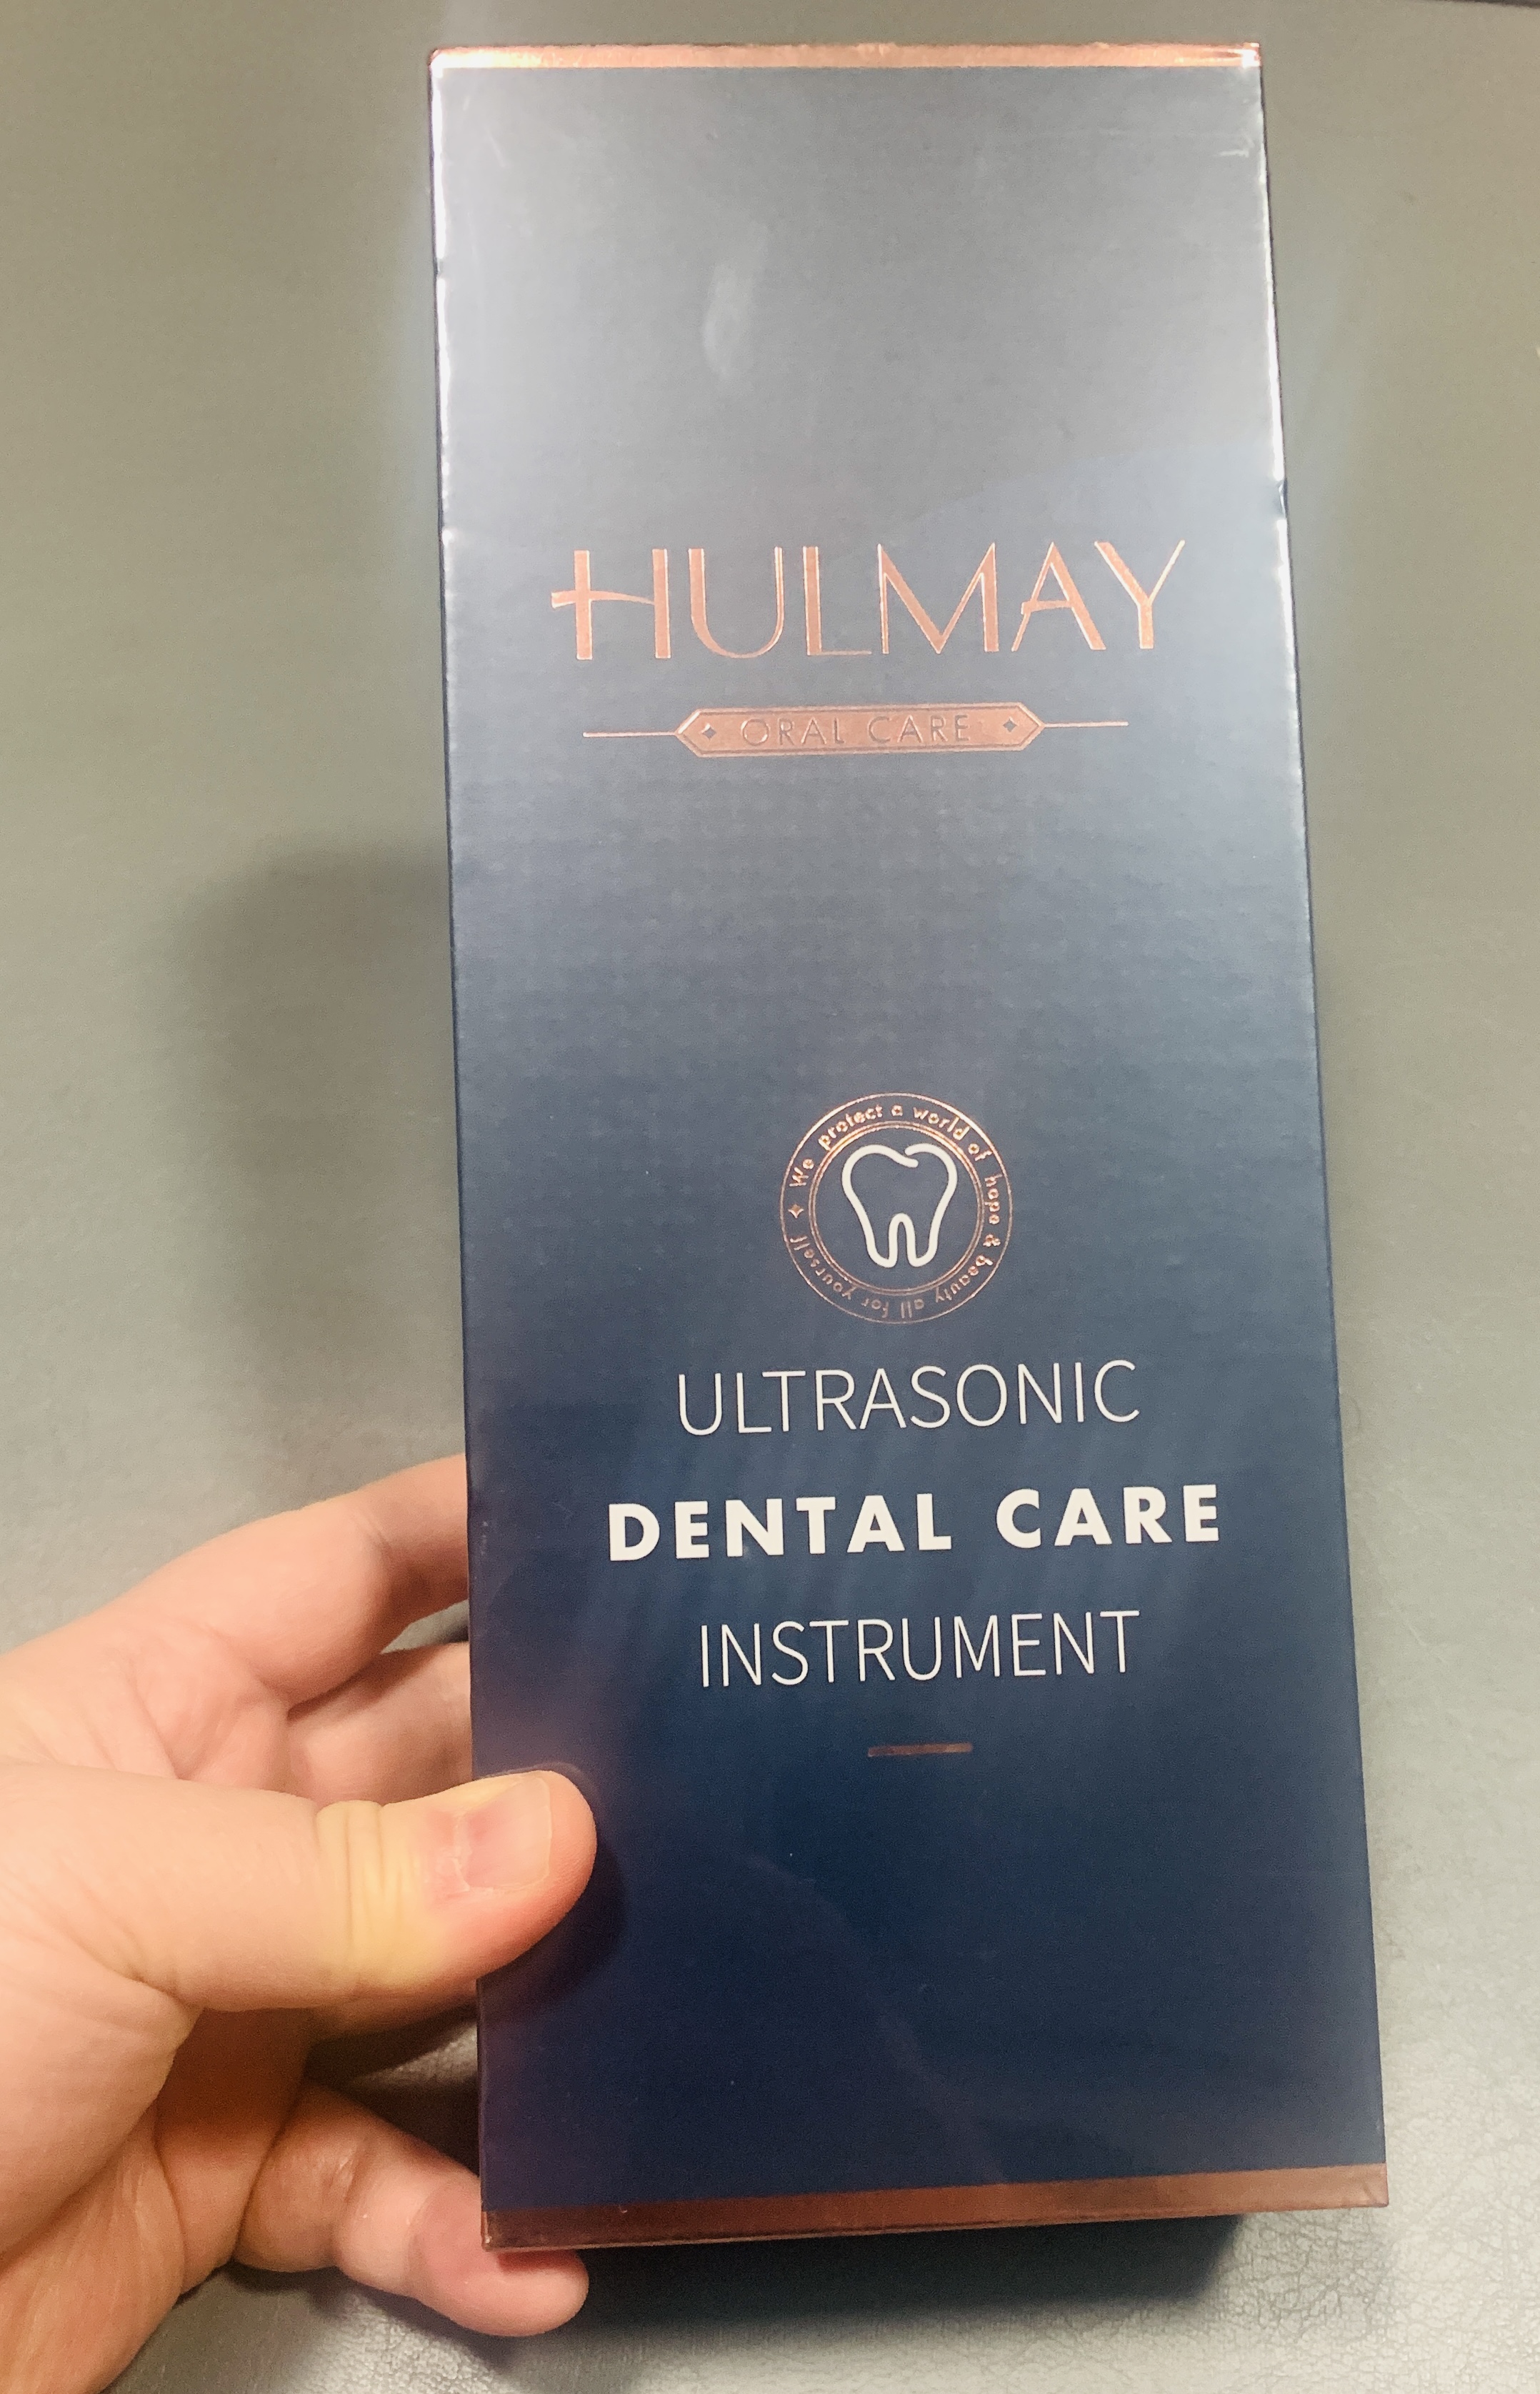 HULMAY
ORAL CARE
We protect a world of hope & beauty all for yourself
ULTRASONIC
DENTAL CARE
INSTRUMENT